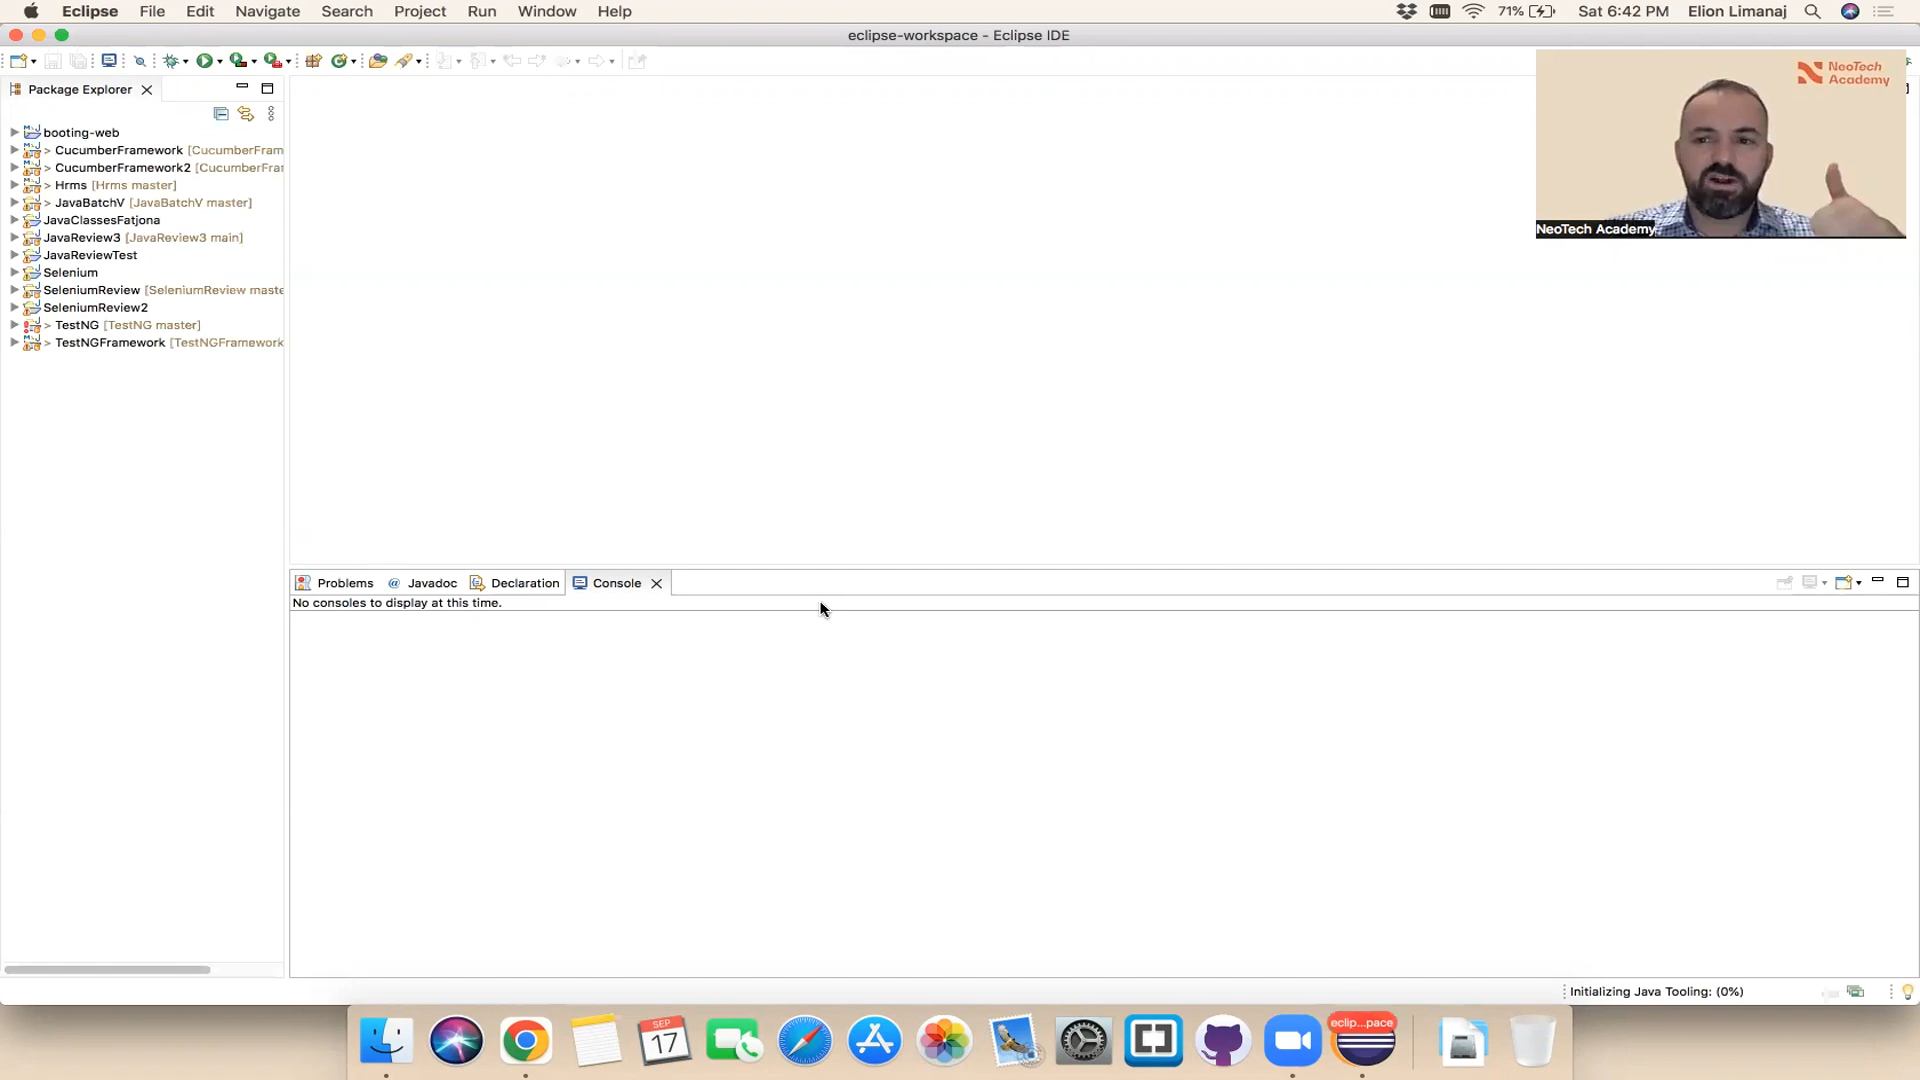 Eclipse File Edit Navigate Search Project Run Window Help
71% Sat 6:42 PM Elion Limanaj
eclipse-workspace - Eclipse IDE
Package Explorer
NeoTech
Academy
NeoTech Academy
booting-web
> CucumberFramework [CucumberFram
> CucumberFramework2 [CucumberFra
> Hrms [Hrms master]
> JavaBatchV [JavaBatchV master]
JavaClassesFatjona
JavaReview3 [JavaReview3 main]
JavaReviewTest
Selenium
SeleniumReview [SeleniumReview maste
SeleniumReview2
> TestNG [TestNG master]
> TestNGFramework [TestNGFramework
Problems @ Javadoc Declaration Console
No consoles to display at this time.
Initializing Java Tooling: (0%)
SEP
17
eclip...pace